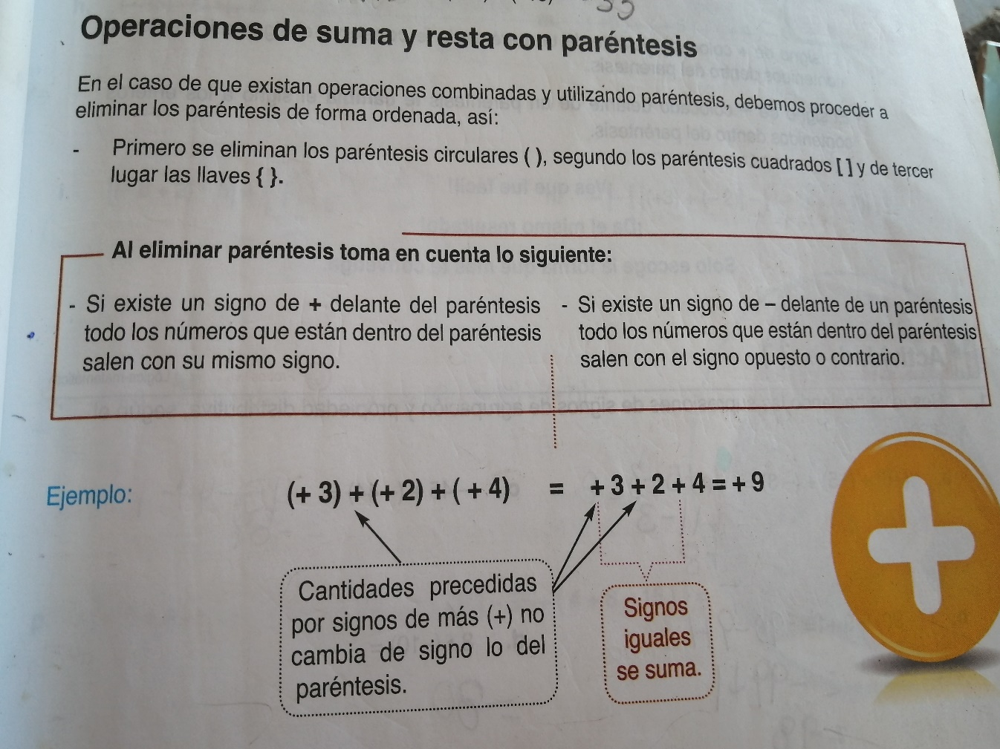 Operaciones de suma y resta con paréntesis
En el caso de que existan operaciones combinadas y utilizando paréntesis, debemos proceder a
eliminar los paréntesis de forma ordenada, así:
- Primero se eliminan los paréntesis circulares ( ), segundo los paréntesis cuadrados [ ] y de tercer
lugar las llaves { }.
Al eliminar paréntesis toma en cuenta lo siguiente:
- Si existe un signo de + delante del paréntesis
todo los números que están dentro del paréntesis
salen con su mismo signo.
- Si existe un signo de – delante de un paréntesis
todo los números que están dentro del paréntesis
salen con el signo opuesto o contrario.
Ejemplo: (+ 3) + (+ 2) + ( + 4) = + 3 + 2 + 4 = + 9
Cantidades precedidas
por signos de más (+) no
cambia de signo lo del
paréntesis.
Signos
iguales
se suma.